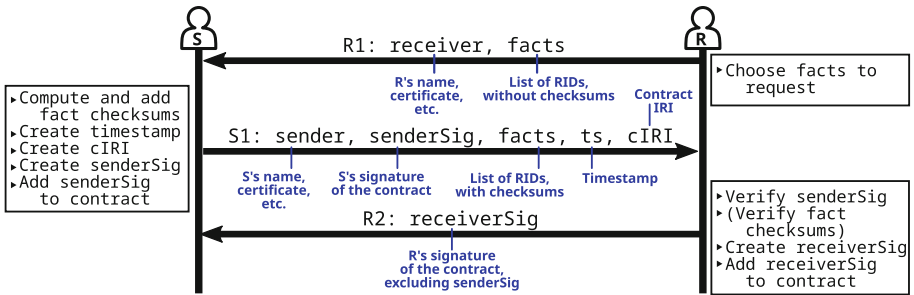 S
R
R1: receiver, facts
R's name,
certificate,
etc.
List of RIDs,
without checksums
▸Choose facts to
request
▸Compute and add
fact checksums
▸Create timestamp
▸Create cIRI
▸Create senderSig
▸Add senderSig
to contract
Contract
IRI
S1: sender, senderSig, facts, ts, cIRI
S's name,
certificate,
etc.
S's signature
of the contract
List of RIDs,
with checksums
Timestamp
R2: receiverSig
R's signature
of the contract,
excluding senderSig
▸Verify senderSig
▸(Verify fact
checksums)
▸Create receiverSig
▸Add receiverSig
to contract